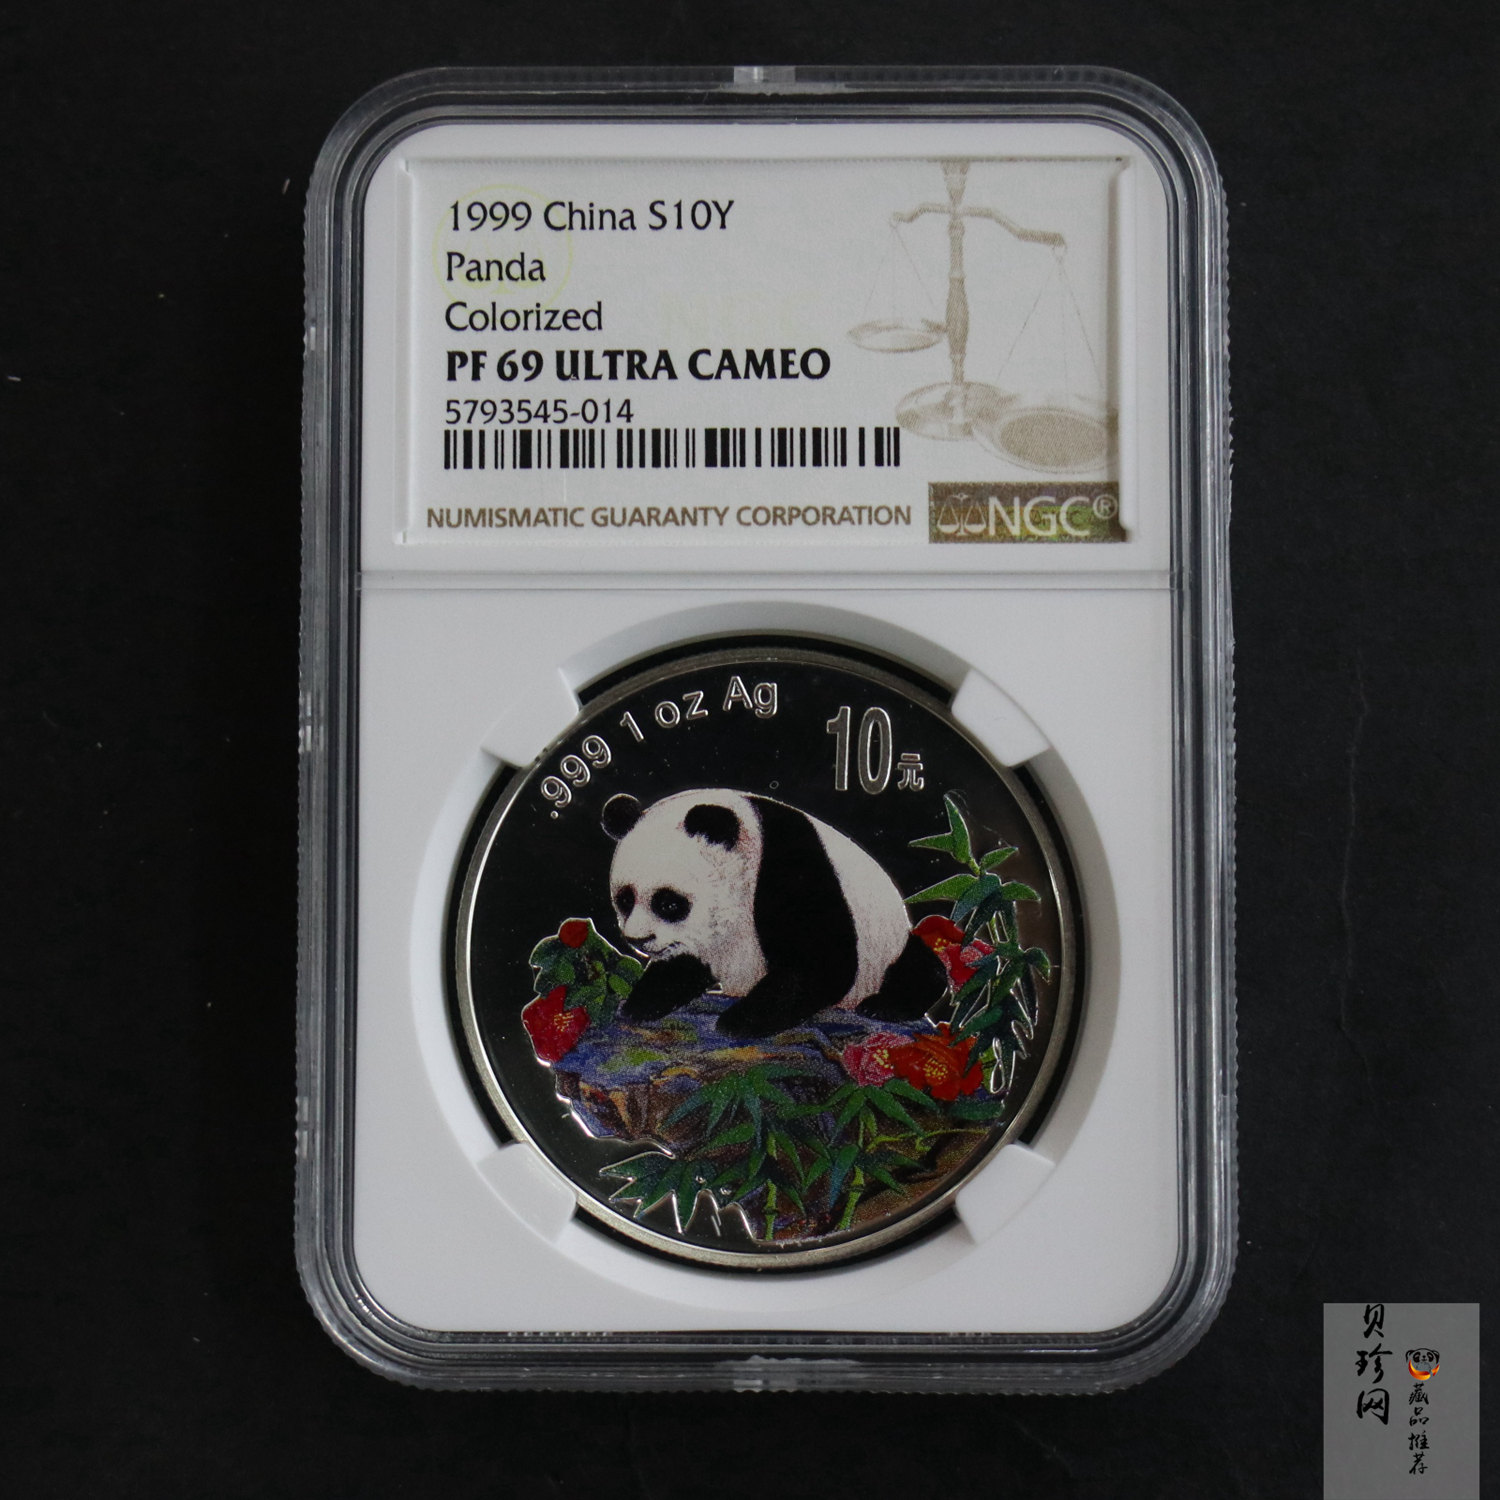 1999 China S10Y
Panda
Colorized
PF 69 ULTRA CAMEO
5793545-014
NUMISMATIC GUARANTY CORPORATION
NGC®
.999 1 oz Ag
10元
贝珍网
藏品推荐